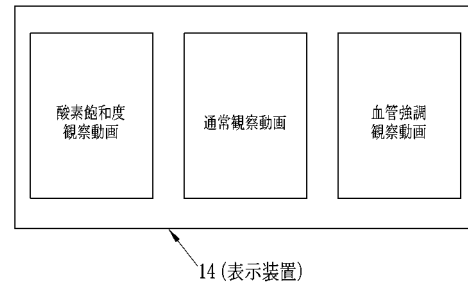 酸素飽和度
観察動画
通常観察動画
血管強調
観察動画
14 (表示装置)